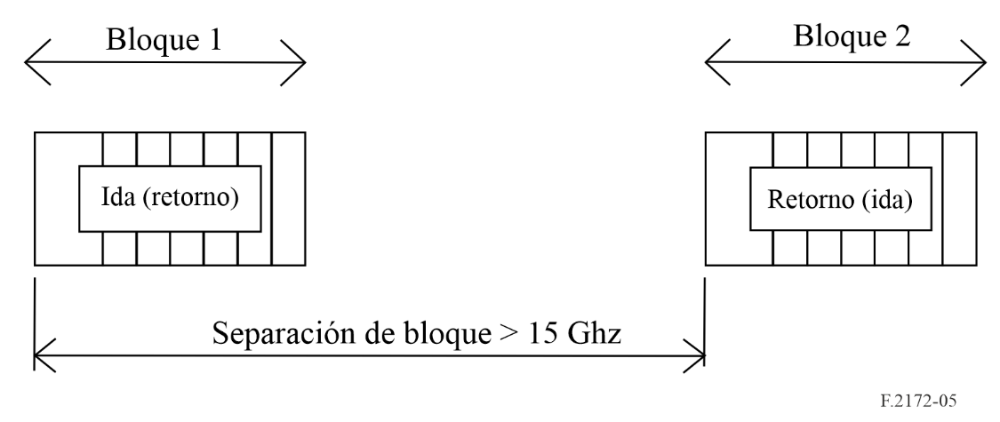 Bloque 1
Bloque 2
Ida (retorno)
Retorno (ida)
Separación de bloque > 15 Ghz
F.2172-05